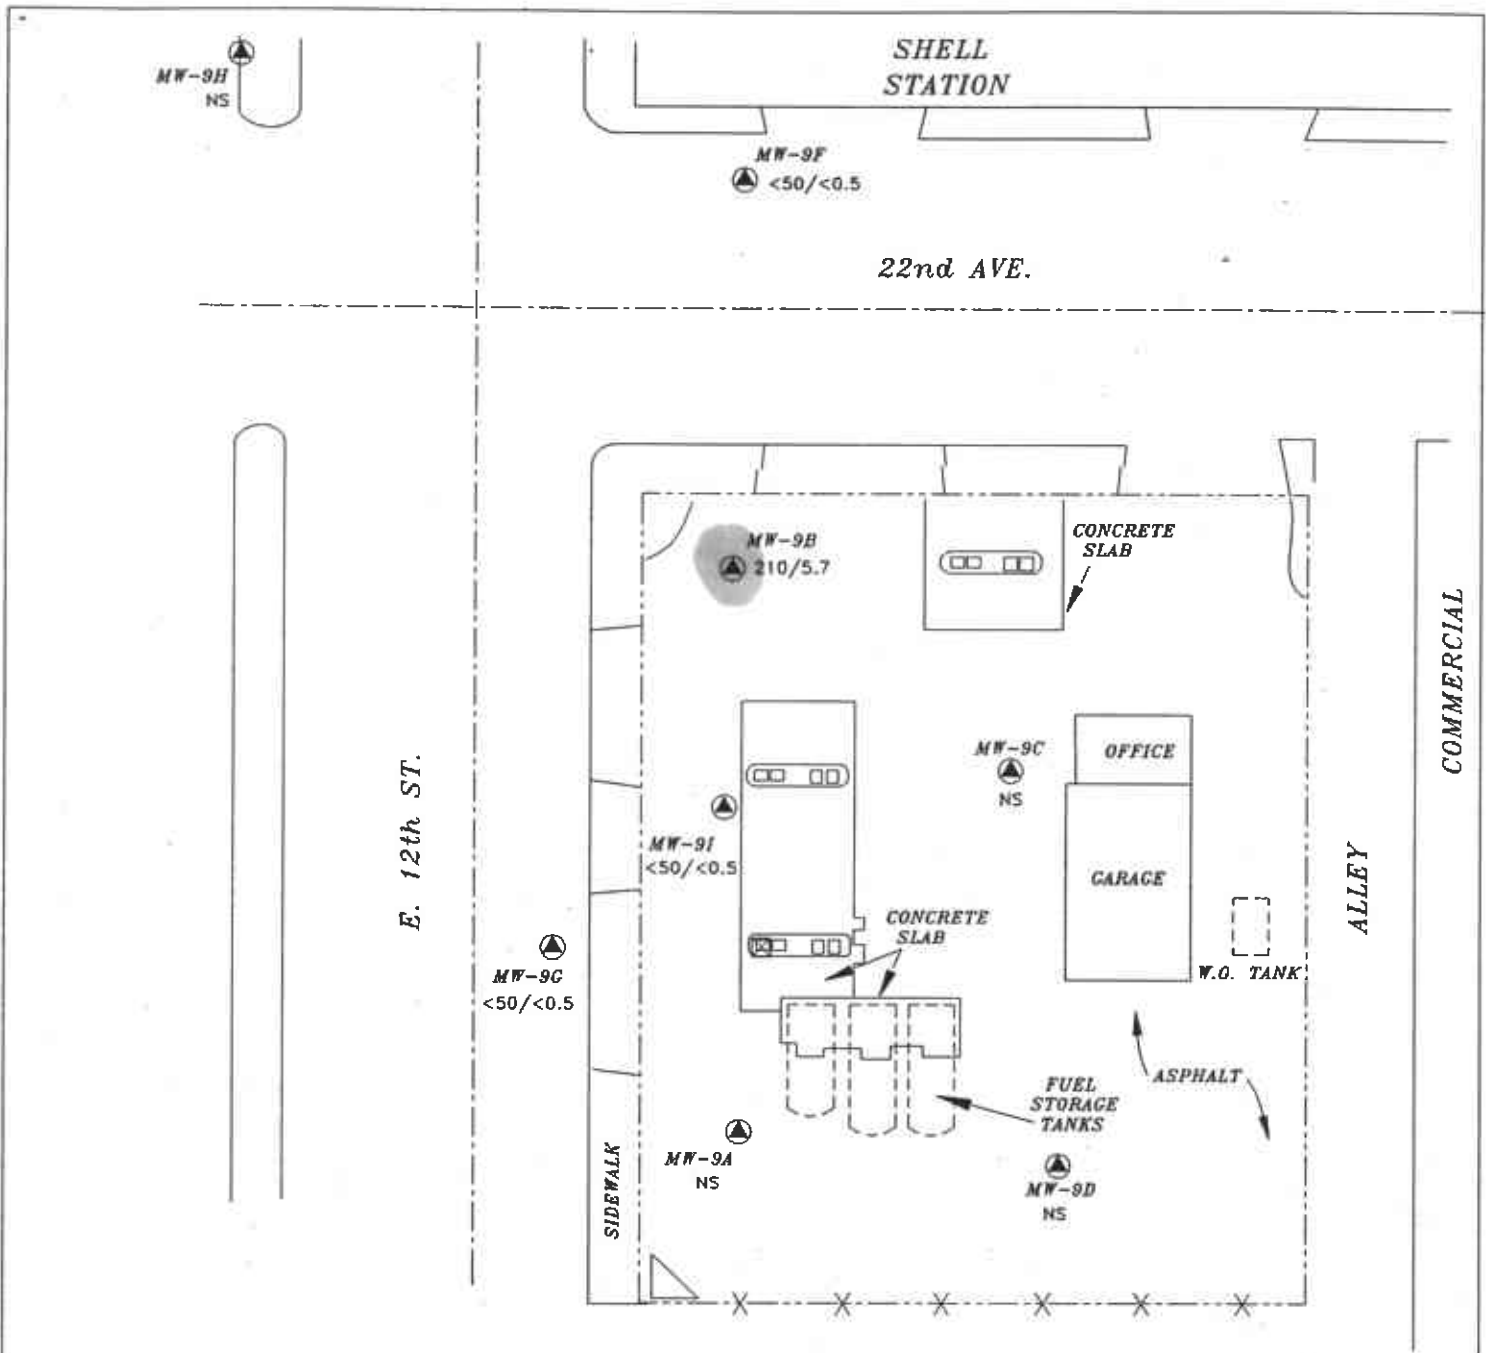 SHELL
STATION
MW-9H
NS
MW-9F
<50/<0.5
22nd AVE.
MW-9B
210/5.7
CONCRETE
SLAB
COMMERCIAL
E. 12th ST.
MW-9C
NS
OFFICE
MW-9I
<50/<0.5
GARAGE
ALLEY
CONCRETE
SLAB
W.O. TANK
MW-9G
<50/<0.5
ASPHALT
FUEL
STORAGE
TANKS
SIDEWALK
MW-9A
NS
MW-9D
NS